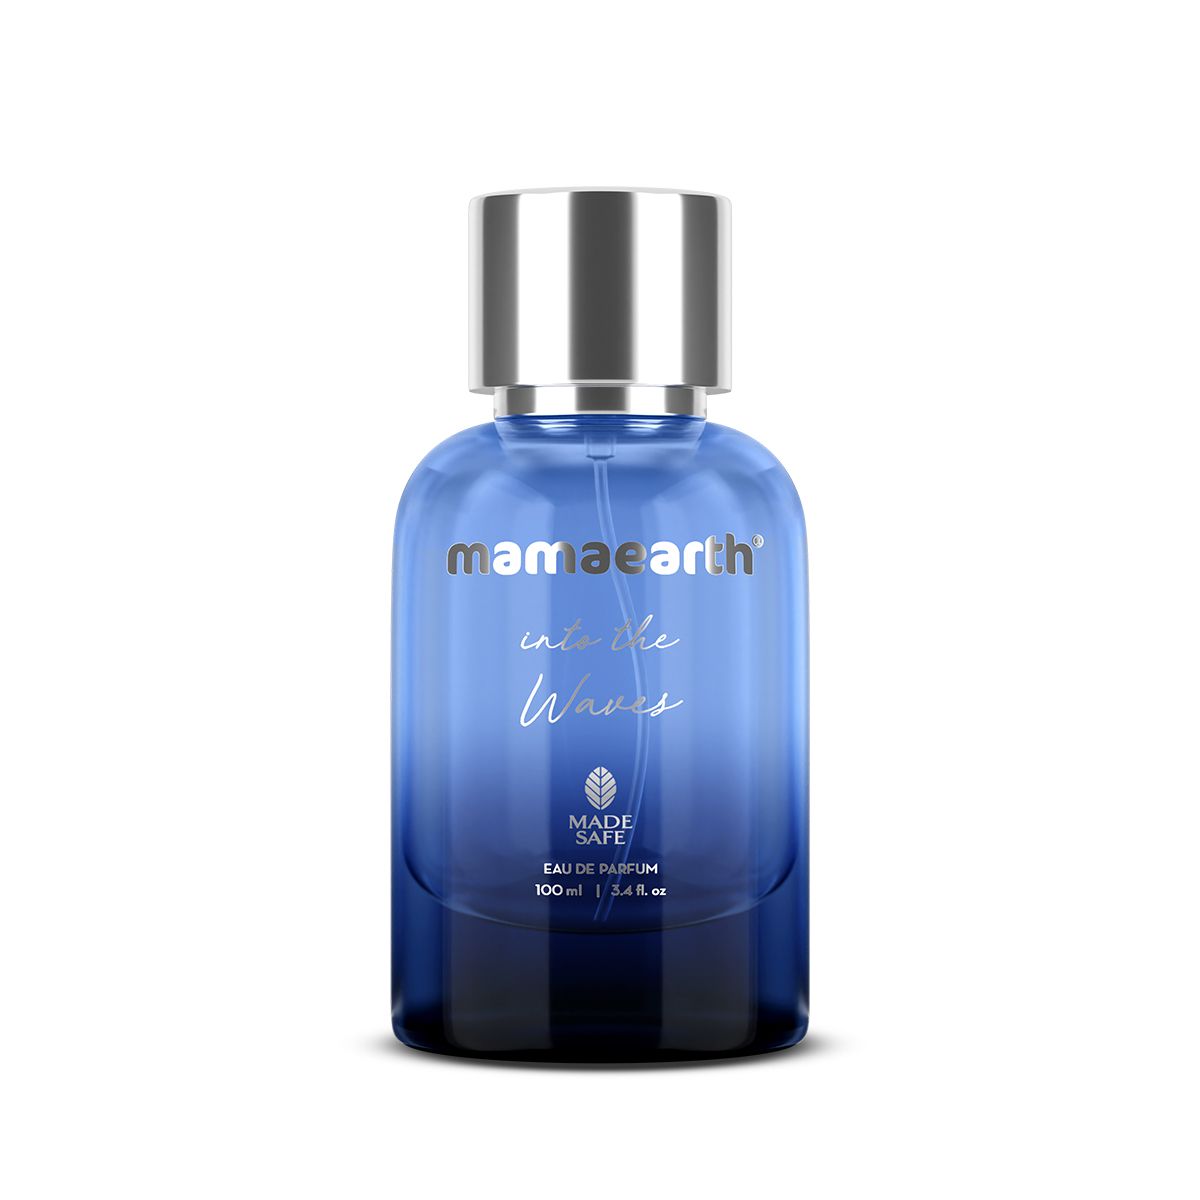 mamaearth®
into the
Waves
MADE
SAFE
EAU DE PARFUM
100 ml | 3.4 fl. oz